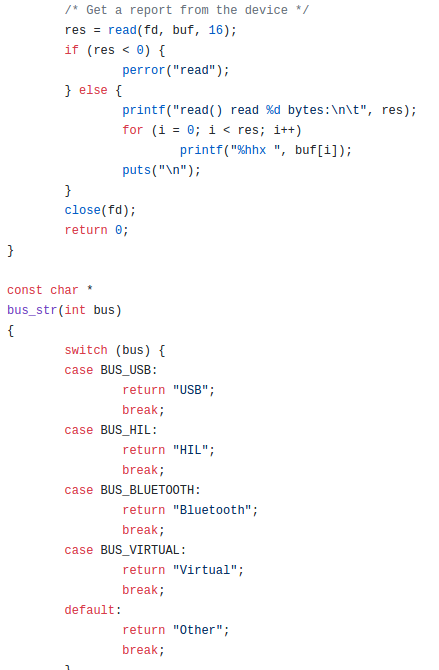 /* Get a report from the device */
res = read(fd, buf, 16);
if (res < 0) {
perror("read");
} else {
printf("read() read %d bytes:\n\t", res);
for (i = 0; i < res; i++)
printf("%hhx ", buf[i]);
puts("\n");
}
close(fd);
return 0;
}
const char *
bus_str(int bus)
{
switch (bus) {
case BUS_USB:
return "USB";
break;
case BUS_HIL:
return "HIL";
break;
case BUS_BLUETOOTH:
return "Bluetooth";
break;
case BUS_VIRTUAL:
return "Virtual";
break;
default:
return "Other";
break;
}